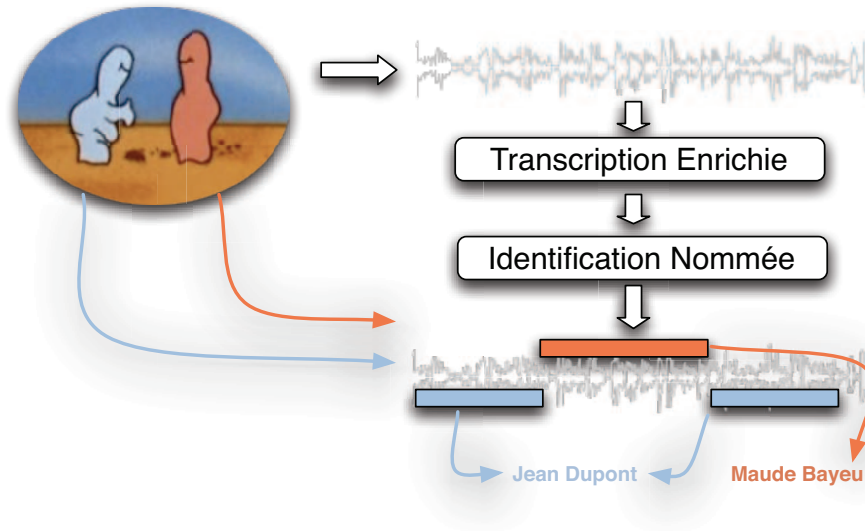 Transcription Enrichie
Identification Nommée
Jean Dupont
Maude Bayeu